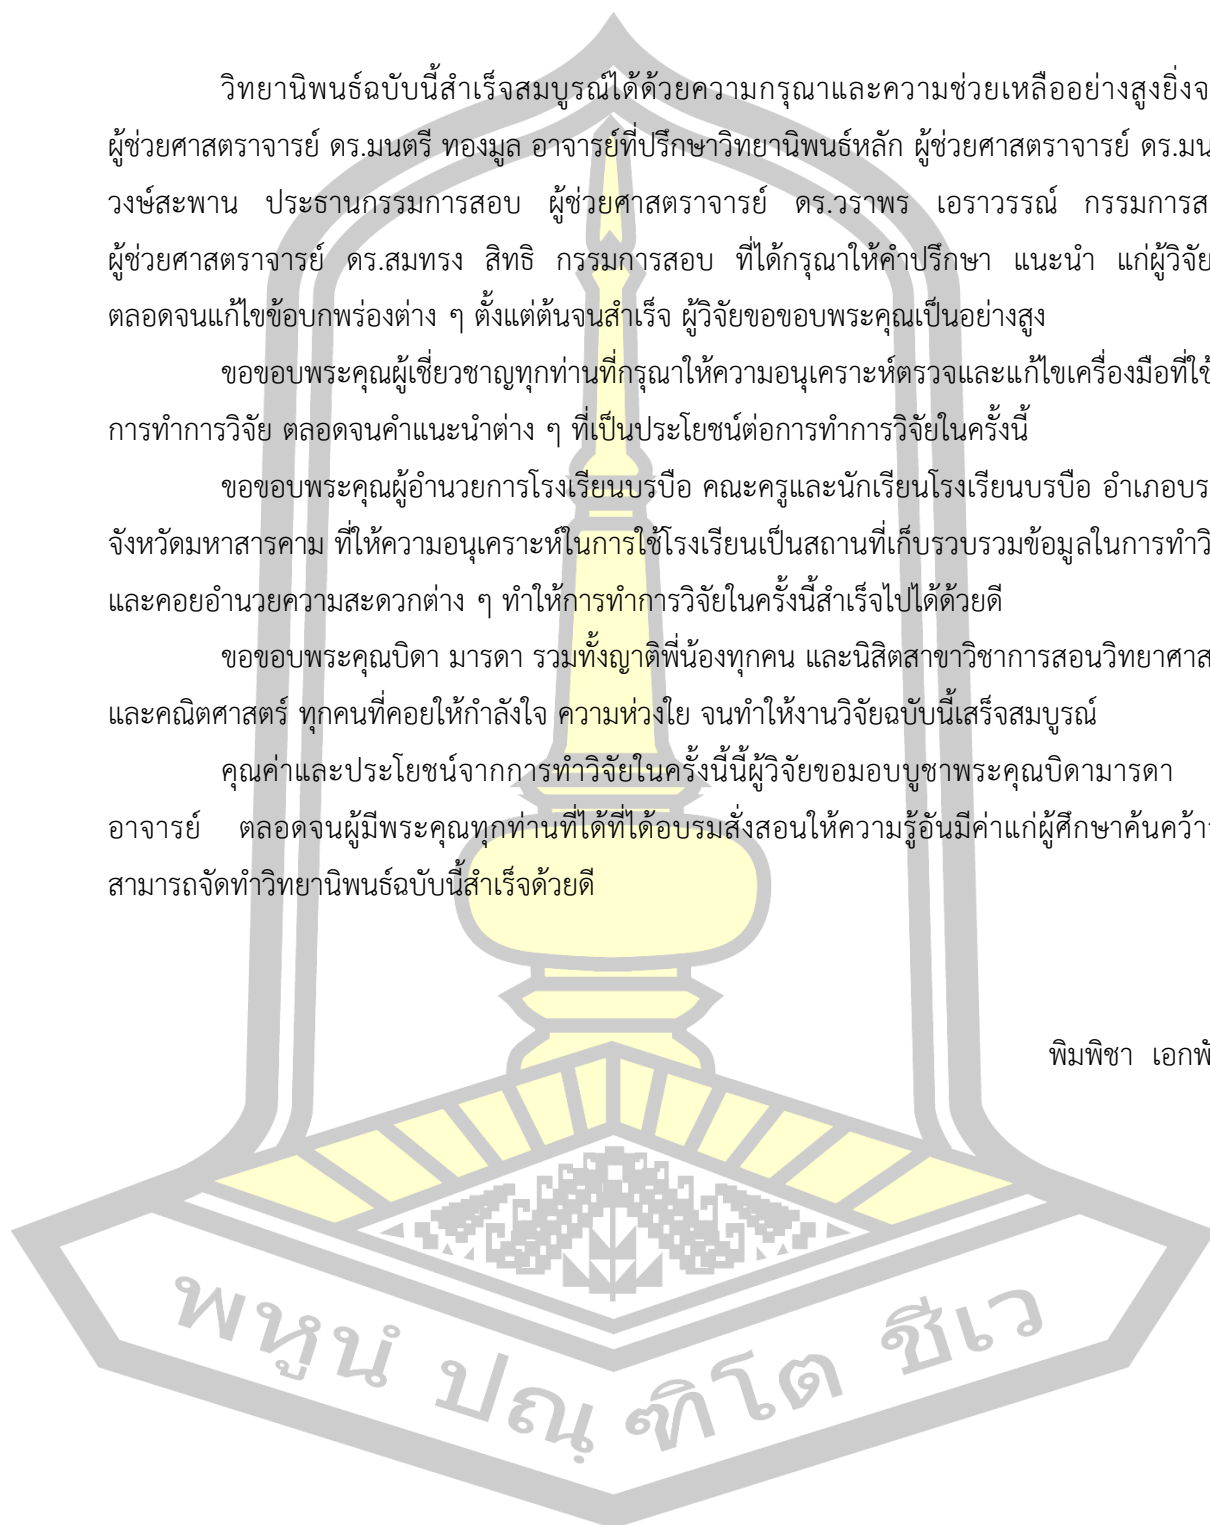 วิทยานิพนธ์ฉบับนี้สำเร็จสมบูรณ์ได้ด้วยความกรุณาและความช่วยเหลืออย่างสูงยิ่งจ
ผู้ช่วยศาสตราจารย์ ดร.มนตรี ทองมูล อาจารย์ที่ปรึกษาวิทยานิพนธ์หลัก ผู้ช่วยศาสตราจารย์ ดร.มน
วงษ์สะพาน ประธานกรรมการสอบ ผู้ช่วยศาสตราจารย์ ดร.วราพร เอราวรรณ์ กรรมการส
ผู้ช่วยศาสตราจารย์ ดร.สมทรง สิทธิ กรรมการสอบ ที่ได้กรุณาให้คำปรึกษา แนะนำ แก่ผู้วิจัย
ตลอดจนแก้ไขข้อบกพร่องต่าง ๆ ตั้งแต่ต้นจนสำเร็จ ผู้วิจัยขอขอบพระคุณเป็นอย่างสูง
ขอขอบพระคุณผู้เชี่ยวชาญทุกท่านที่กรุณาให้ความอนุเคราะห์ตรวจและแก้ไขเครื่องมือที่ใช้
การทำการวิจัย ตลอดจนคำแนะนำต่าง ๆ ที่เป็นประโยชน์ต่อการทำการวิจัยในครั้งนี้
ขอขอบพระคุณผู้อำนวยการโรงเรียนบรบือ คณะครูและนักเรียนโรงเรียนบรบือ อำเภอบร
จังหวัดมหาสารคาม ที่ให้ความอนุเคราะห์ในการใช้โรงเรียนเป็นสถานที่เก็บรวบรวมข้อมูลในการทำวิ
และคอยอำนวยความสะดวกต่าง ๆ ทำให้การทำการวิจัยในครั้งนี้สำเร็จไปได้ด้วยดี
ขอขอบพระคุณบิดา มารดา รวมทั้งญาติพี่น้องทุกคน และนิสิตสาขาวิชาการสอนวิทยาศาส
และคณิตศาสตร์ ทุกคนที่คอยให้กำลังใจ ความห่วงใย จนทำให้งานวิจัยฉบับนี้เสร็จสมบูรณ์
คุณค่าและประโยชน์จากการทำวิจัยในครั้งนี้นี้ผู้วิจัยขอมอบบูชาพระคุณบิดามารดา
อาจารย์ ตลอดจนผู้มีพระคุณทุกท่านที่ได้ที่ได้อบรมสั่งสอนให้ความรู้อันมีค่าแก่ผู้ศึกษาค้นคว้า
สามารถจัดทำวิทยานิพนธ์ฉบับนี้สำเร็จด้วยดี
พิมพิชา เอกพั
พหูนํ ปณฺฑิโต ชีเว